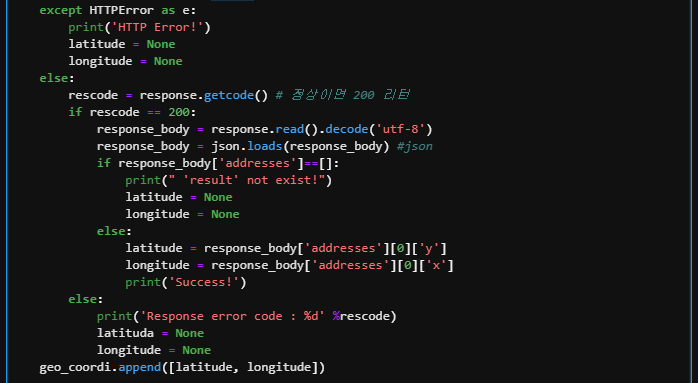 except HTTPError as e:
    print('HTTP Error!')
    latitude = None
    longitude = None
else:
    rescode = response.getcode() # 정상이면 200 리턴
    if rescode == 200:
        response_body = response.read().decode('utf-8')
        response_body = json.loads(response_body) #json
        if response_body['addresses']==[]:
            print(" 'result' not exist!")
            latitude = None
            longitude = None
        else:
            latitude = response_body['addresses'][0]['y']
            longitude = response_body['addresses'][0]['x']
            print('Success!')
    else:
        print('Response error code : %d' %rescode)
        latituda = None
        longitude = None
geo_coordi.append([latitude, longitude])